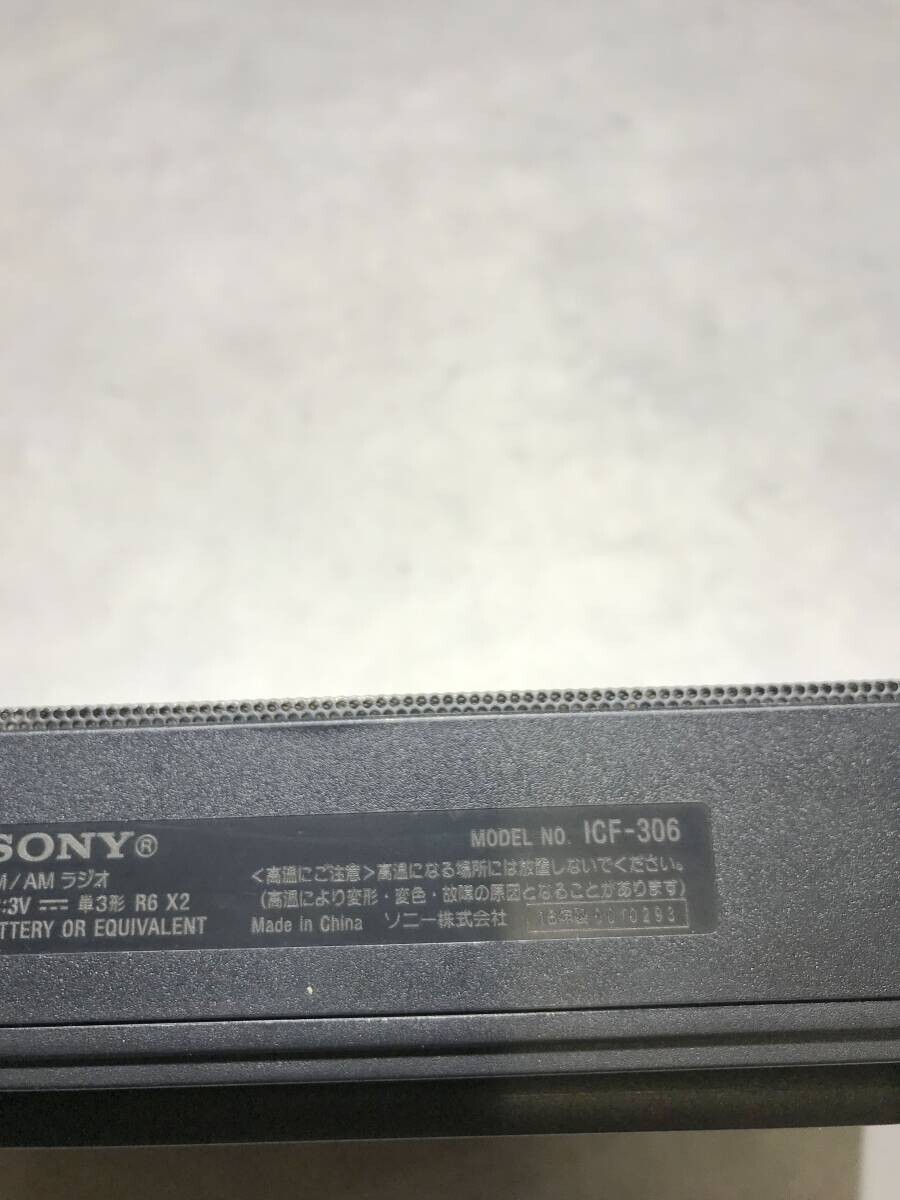 SONY® MODEL NO. ICF-306
M/AM ラジオ <高温にご注意>高温になる場所には放置しないでください。
:3V 単3形 R6 X2 (高温により変形・変色・故障の原因となることがあります)
TTERY OR EQUIVALENT Made in China ソニー株式会社